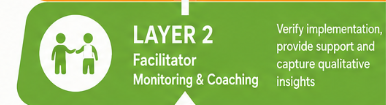 LAYER 2
Facilitator
Monitoring & Coaching
Verify implementation,
provide support and
capture qualitative
insights